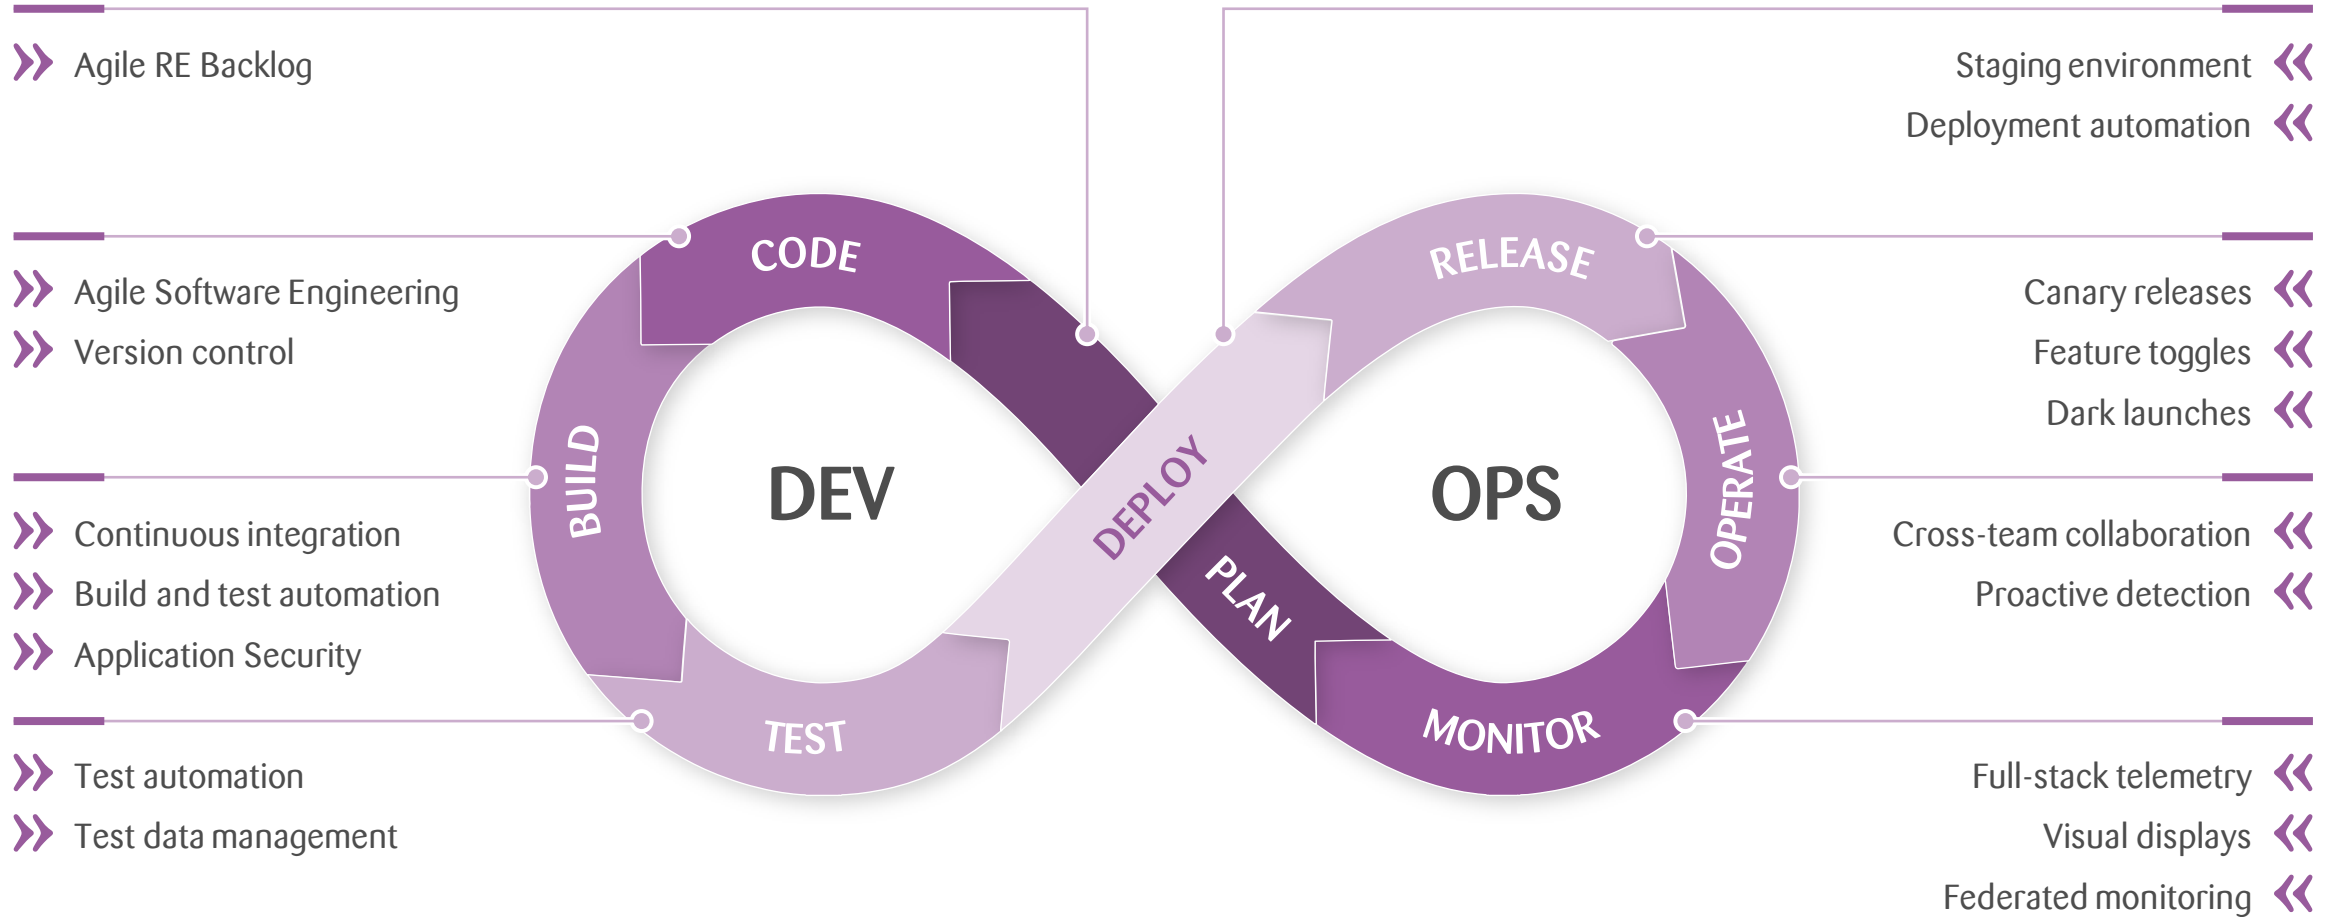 Agile RE Backlog
Staging environment
Deployment automation
CODE
RELEASE
Agile Software Engineering
Version control
Canary releases
Feature toggles
Dark launches
BUILD
DEV
DEPLOY
OPS
OPERATE
PLAN
Continuous integration
Build and test automation
Application Security
Cross-team collaboration
Proactive detection
TEST
MONITOR
Test automation
Test data management
Full-stack telemetry
Visual displays
Federated monitoring